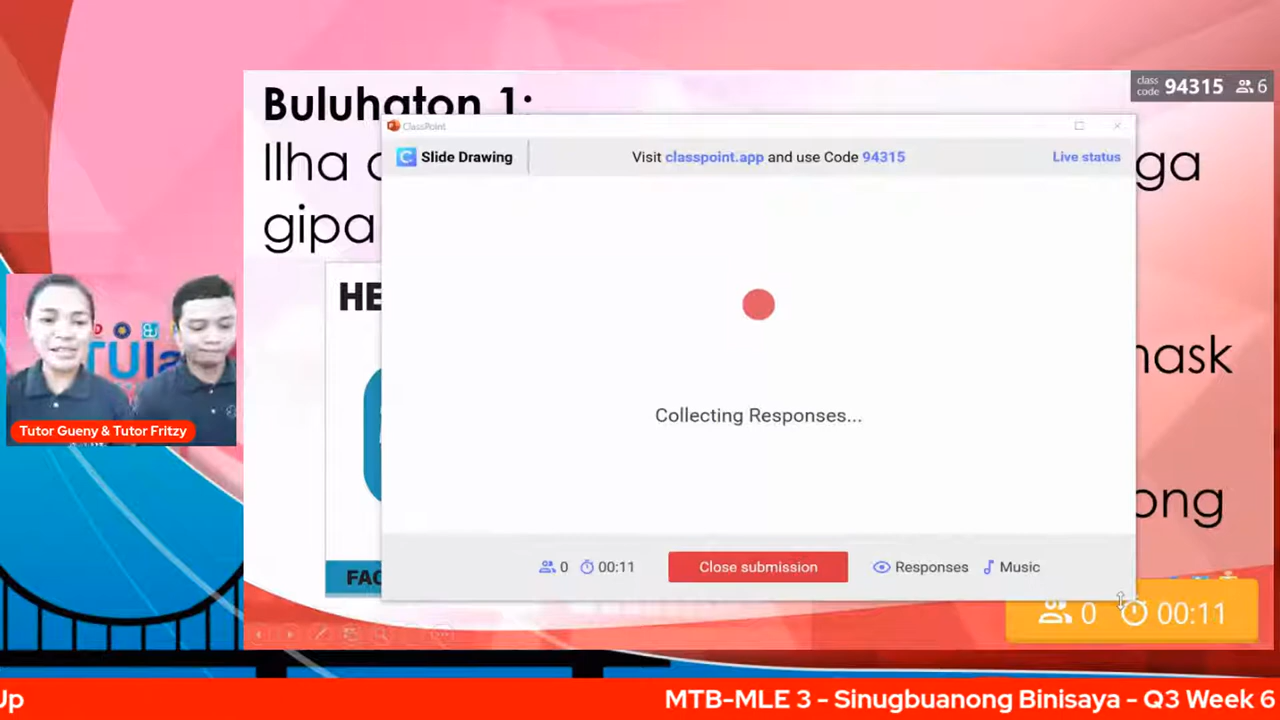 class code 94315 6
Buluhaton 1:
ClassPoint
C Slide Drawing
Visit classpoint.app and use Code 94315
Live status
Ilha
gipa
HE
Collecting Responses...
mask
ong
FAC
Tutor Gueny & Tutor Fritzy
0 00:11
Close submission
Responses
Music
0 00:11
Up
MTB-MLE 3 - Sinugbuanong Binisaya - Q3 Week 6